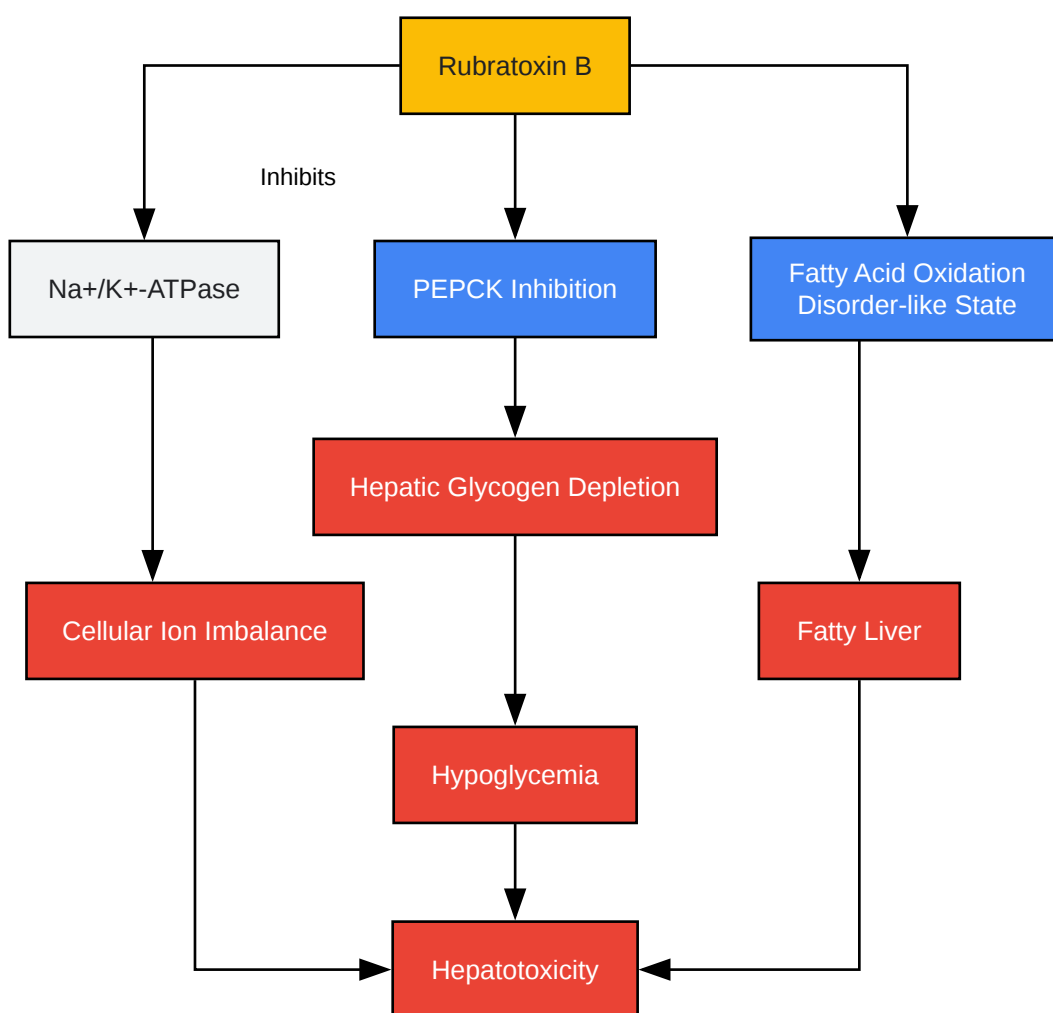 Rubratoxin B
Inhibits
Na+/K+-ATPase
PEPCK Inhibition
Fatty Acid Oxidation
Disorder-like State
Hepatic Glycogen Depletion
Cellular Ion Imbalance
Fatty Liver
Hypoglycemia
Hepatotoxicity